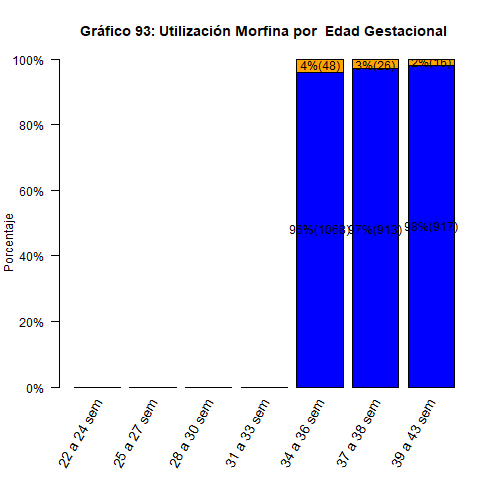 Gráfico 93: Utilización Morfina por  Edad Gestacional
Porcentaje
100%
80%
60%
40%
20%
0%
4%(48)
3%(26)
98%(917)
22 a 24 sem
25 a 27 sem
28 a 30 sem
31 a 33 sem
34 a 36 sem
37 a 38 sem
39 a 43 sem